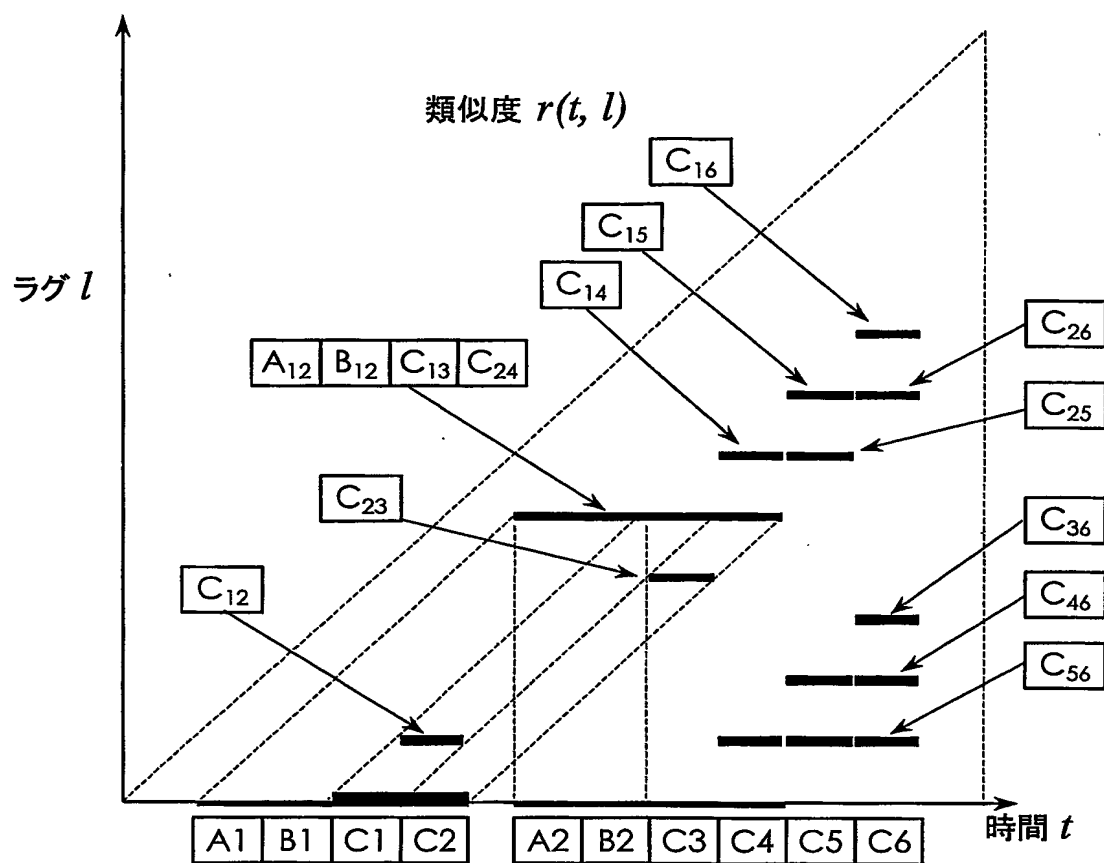 類似度 r(t, l)
C16
C15
C14
ラグ l
C26
A12 B12 C13 C24
C25
C23
C36
C12
C46
C56
A1 B1 C1 C2 A2 B2 C3 C4 C5 C6
時間 t